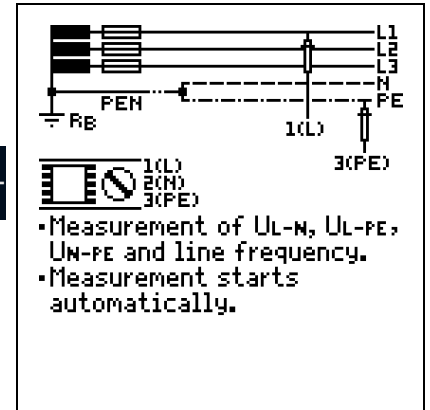 L1
L2
L3
N
PE
PEN
RB
1(L)
3(PE)
1(L)
2(N)
3(PE)
▪Measurement of UL-N, UL-PE,
UN-PE and line frequency.
▪Measurement starts
automatically.